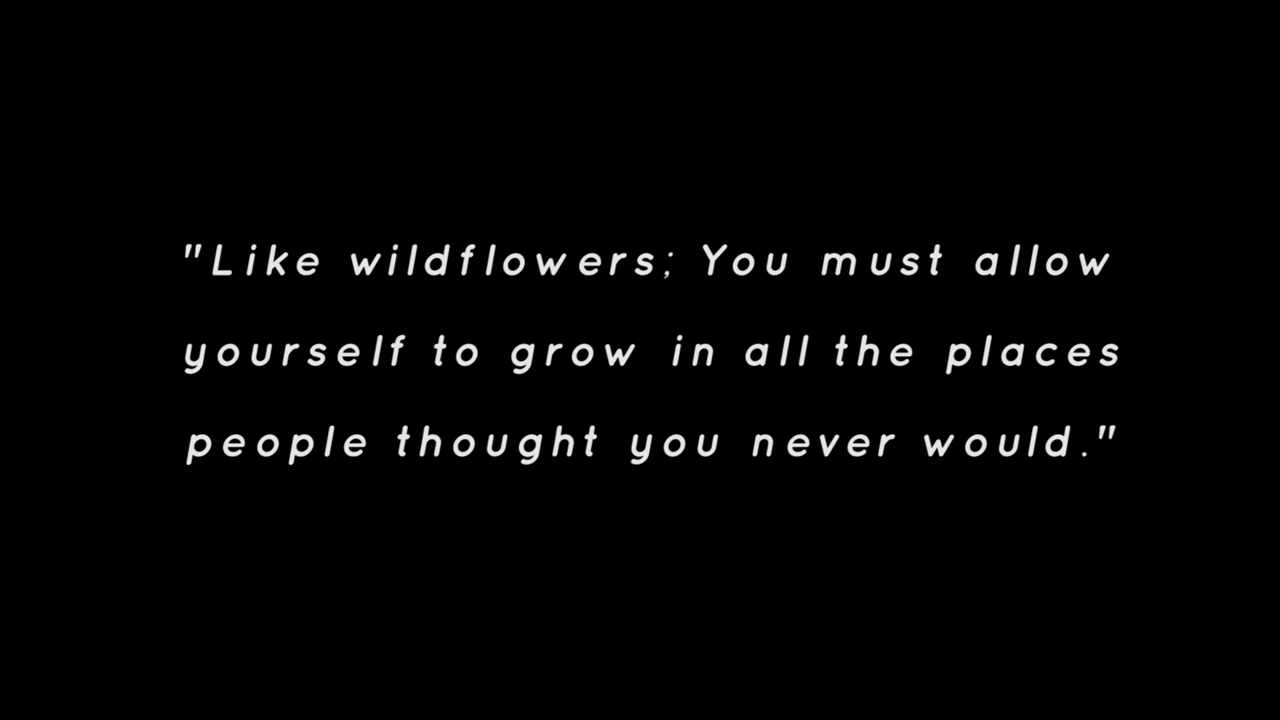 "Like wildflowers; You must allow
yourself to grow in all the places
people thought you never would."